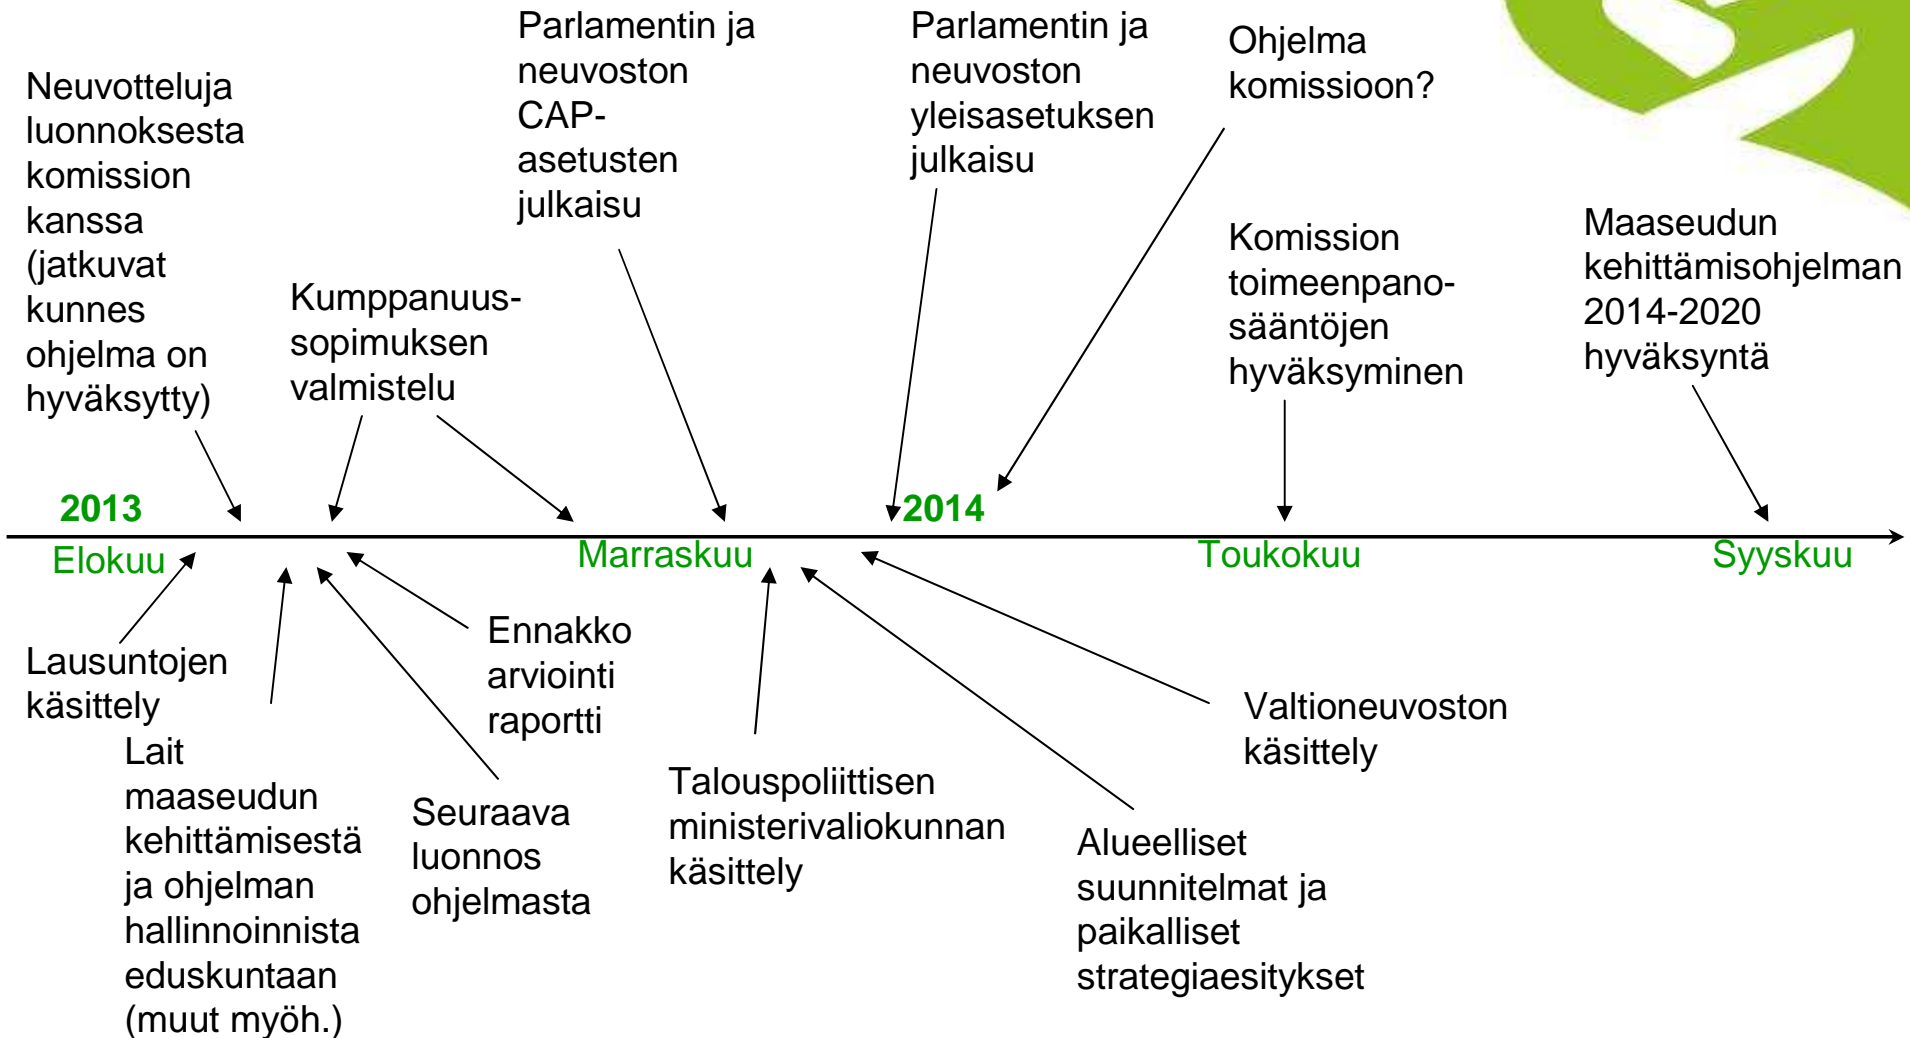 Neuvotteluja
luonnoksesta
komission
kanssa
(jatkuvat
kunnes
ohjelma on
hyväksytty)
Kumppanuus-
sopimuksen
valmistelu
Parlamentin ja
neuvoston
CAP-
asetusten
julkaisu
Parlamentin ja
neuvoston
yleisasetuksen
julkaisu
Ohjelma
komissioon?
Komission
toimeenpano-
sääntöjen
hyväksyminen
Maaseudun
kehittämisohjelman
2014-2020
hyväksyntä
2013
2014
Elokuu
Marraskuu
Toukokuu
Syyskuu
Lausuntojen
käsittely
Lait
maaseudun
kehittämisestä
ja ohjelman
hallinnoinnista
eduskuntaan
(muut myöh.)
Seuraava
luonnos
ohjelmasta
Ennakko
arviointi
raportti
Talouspoliittisen
ministerivaliokunnan
käsittely
Alueelliset
suunnitelmat ja
paikalliset
strategiaesitykset
Valtioneuvoston
käsittely